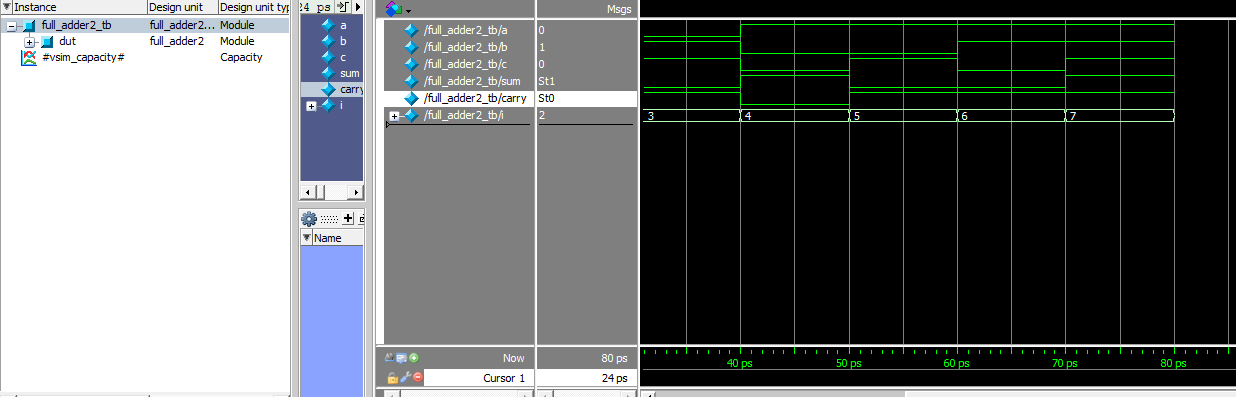 Instance Design unit Design unit typ
full_adder2_tb full_adder2... Module
dut full_adder2 Module
#vsim_capacity# Capacity
24 ps
a
b
c
sum
carry
i
Name
Msgs
/full_adder2_tb/a 0
/full_adder2_tb/b 1
/full_adder2_tb/c 0
/full_adder2_tb/sum St1
/full_adder2_tb/carry St0
/full_adder2_tb/i 2
3 4 5 6 7
Now 80 ps
Cursor 1 24 ps
40 ps 50 ps 60 ps 70 ps 80 ps